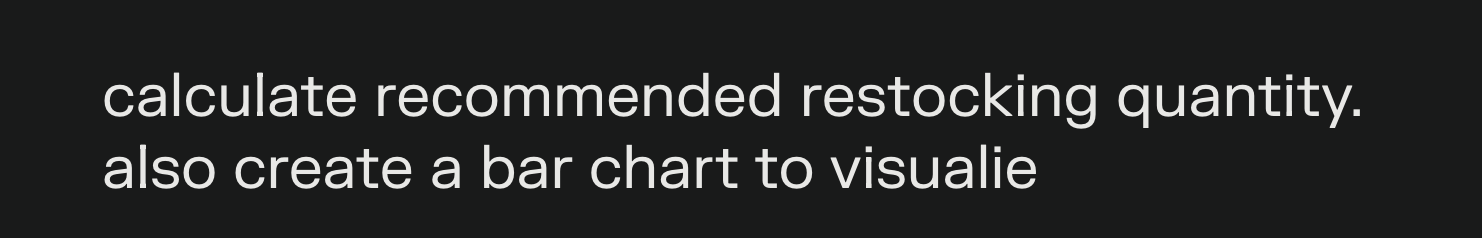 calculate recommended restocking quantity.
also create a bar chart to visualie